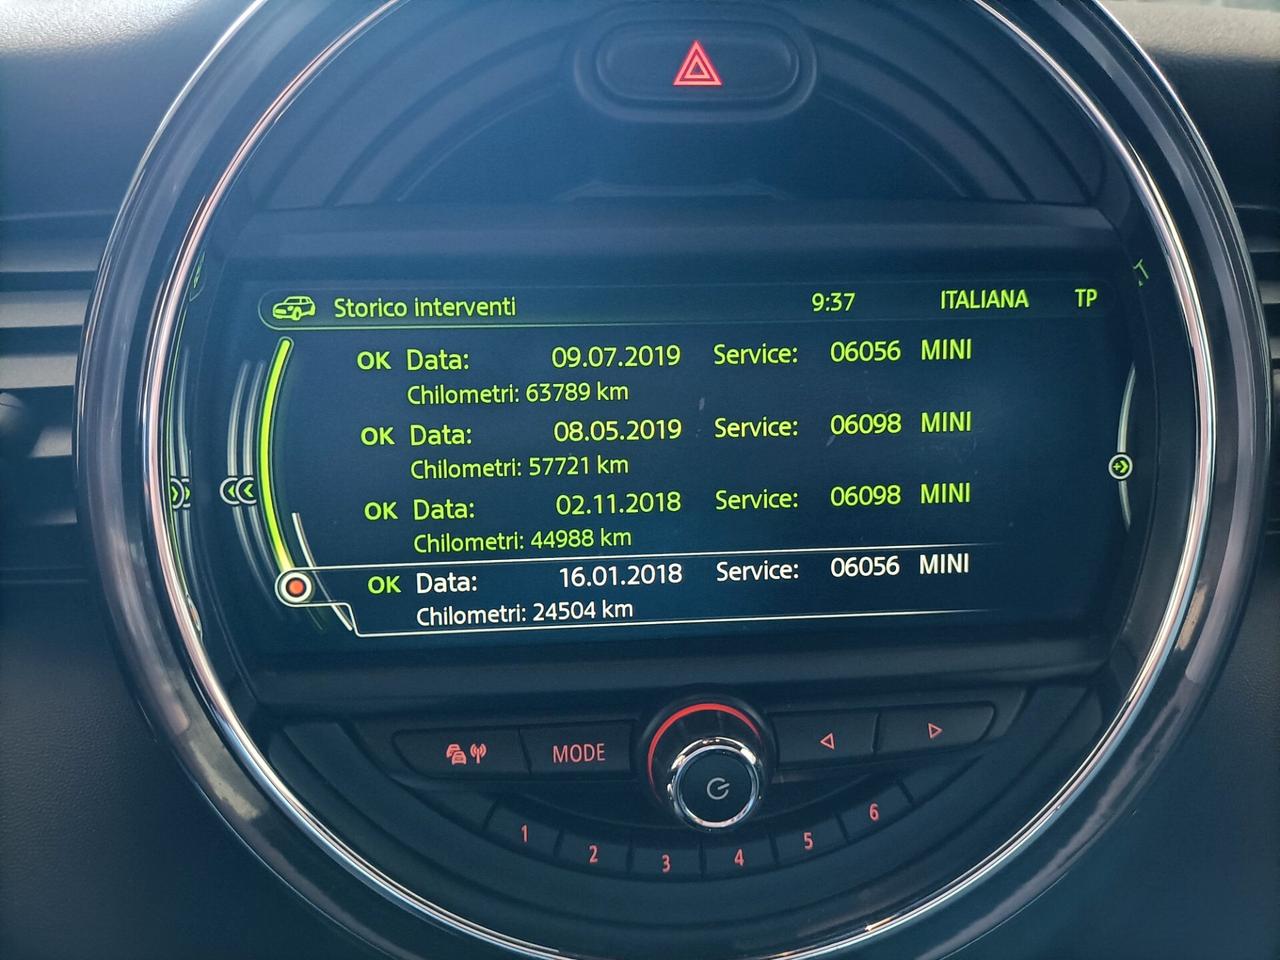 Storico interventi 9:37 ITALIANA TP
OK Data: 09.07.2019 Service: 06056 MINI
Chilometri: 63789 km
OK Data: 08.05.2019 Service: 06098 MINI
Chilometri: 57721 km
OK Data: 02.11.2018 Service: 06098 MINI
Chilometri: 44988 km
OK Data: 16.01.2018 Service: 06056 MINI
Chilometri: 24504 km
MODE
1 2 3 4 5 6